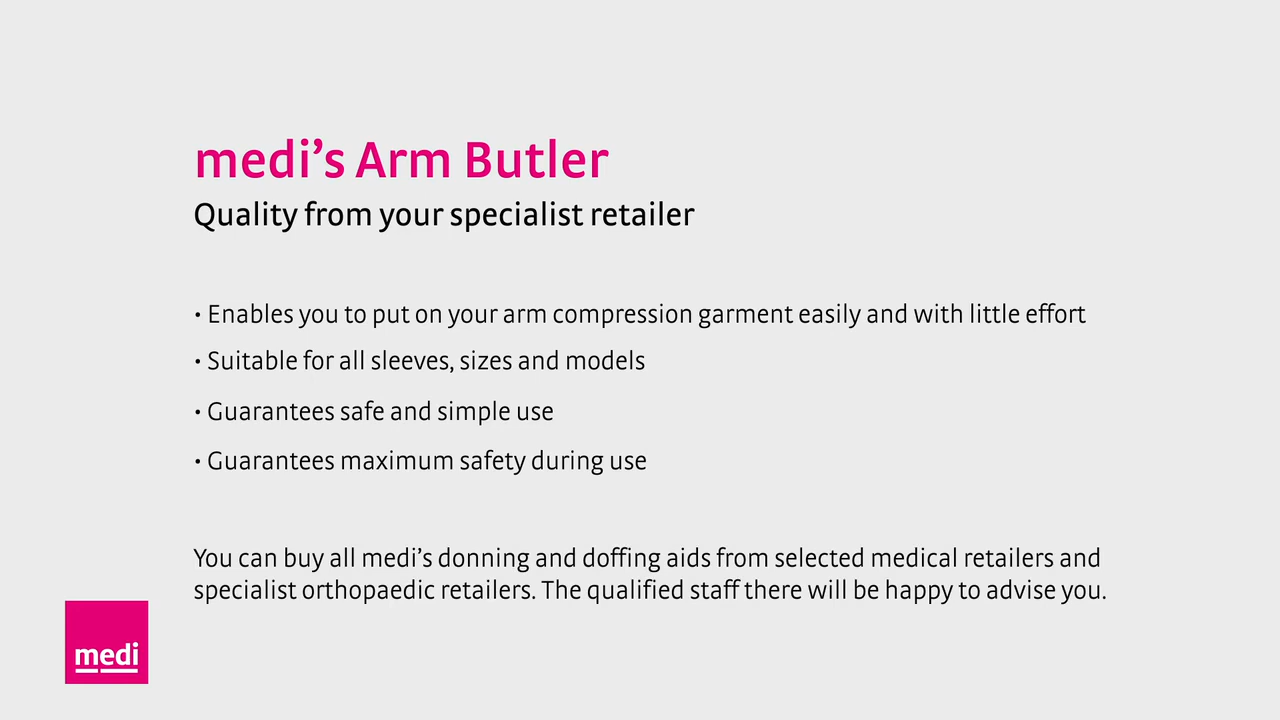 medi’s Arm Butler
Quality from your specialist retailer
• Enables you to put on your arm compression garment easily and with little effort
• Suitable for all sleeves, sizes and models
• Guarantees safe and simple use
• Guarantees maximum safety during use
You can buy all medi’s donning and doffing aids from selected medical retailers and
specialist orthopaedic retailers. The qualified staff there will be happy to advise you.
medi